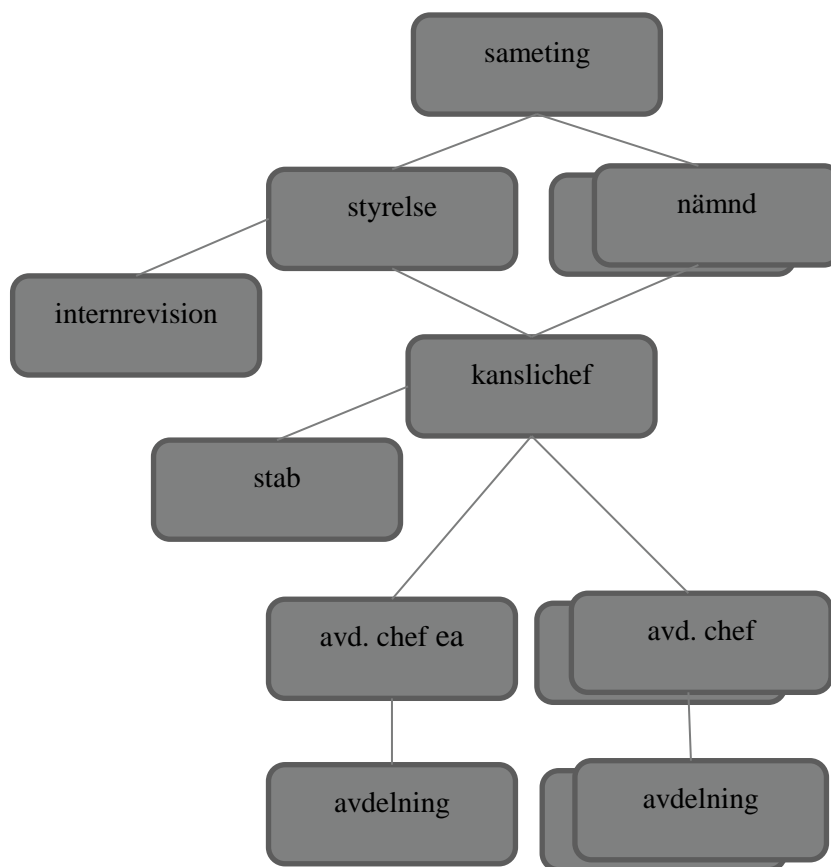 sameting
styrelse
nämnd
internrevision
kanslichef
stab
avd. chef ea
avd. chef
avdelning
avdelning